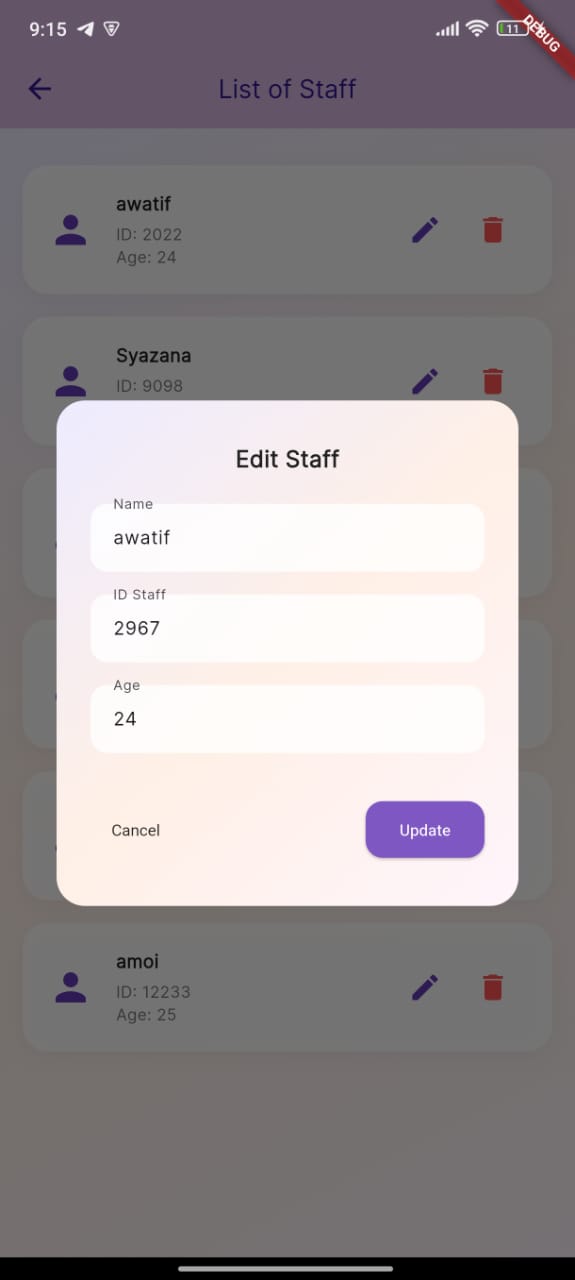 9:15
11
DEBUG
List of Staff
awatif
ID: 2022
Age: 24
Syazana
ID: 9098
Edit Staff
Name
awatif
ID Staff
2967
Age
24
Cancel
Update
amoi
ID: 12233
Age: 25